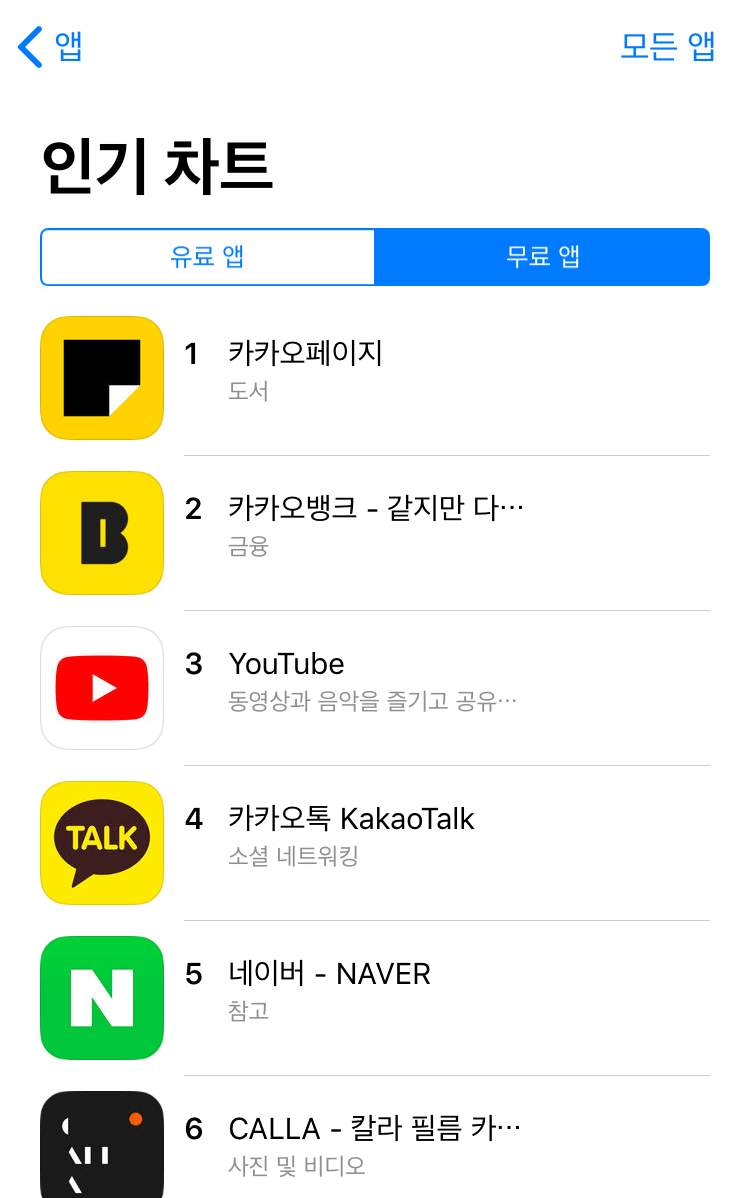 앱
모든 앱
인기 차트
유료 앱
무료 앱
1 카카오페이지
도서
B
2 카카오뱅크 - 같지만 다…
금융
3 YouTube
동영상과 음악을 즐기고 공유…
TALK
4 카카오톡 KakaoTalk
소셜 네트워킹
N
5 네이버 - NAVER
참고
6 CALLA - 칼라 필름 카…
사진 및 비디오